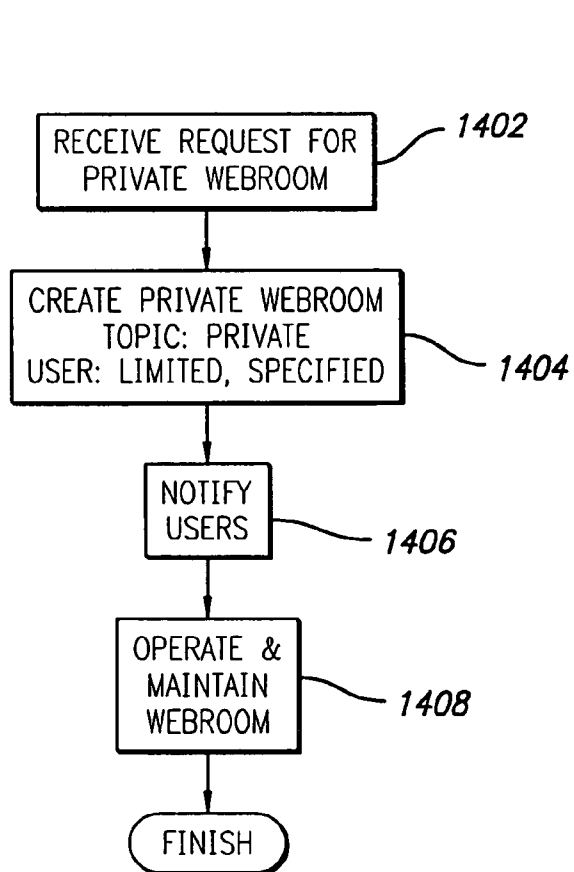 RECEIVE REQUEST FOR
PRIVATE WEBROOM
1402
CREATE PRIVATE WEBROOM
TOPIC: PRIVATE
USER: LIMITED, SPECIFIED
1404
NOTIFY
USERS
1406
OPERATE &
MAINTAIN
WEBROOM
1408
FINISH